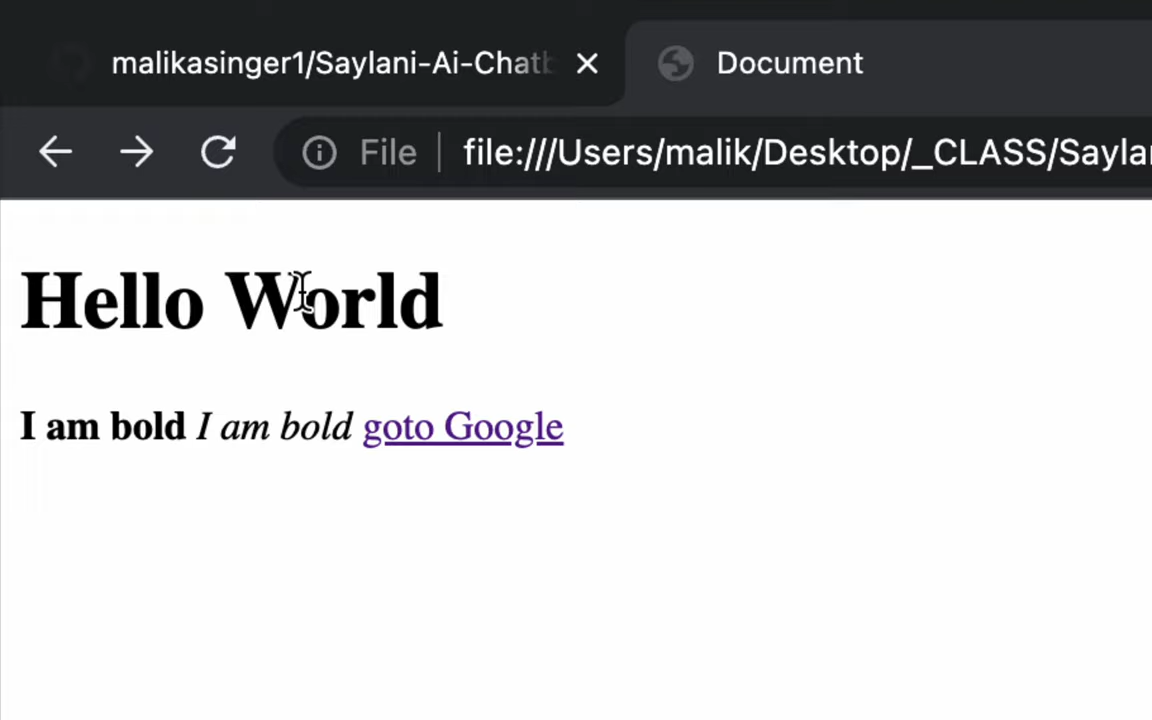 malikasinger1/Saylani-Ai-Chatb
Document
File file:///Users/malik/Desktop/_CLASS/Sayla
Hello World
I am bold I am bold goto Google